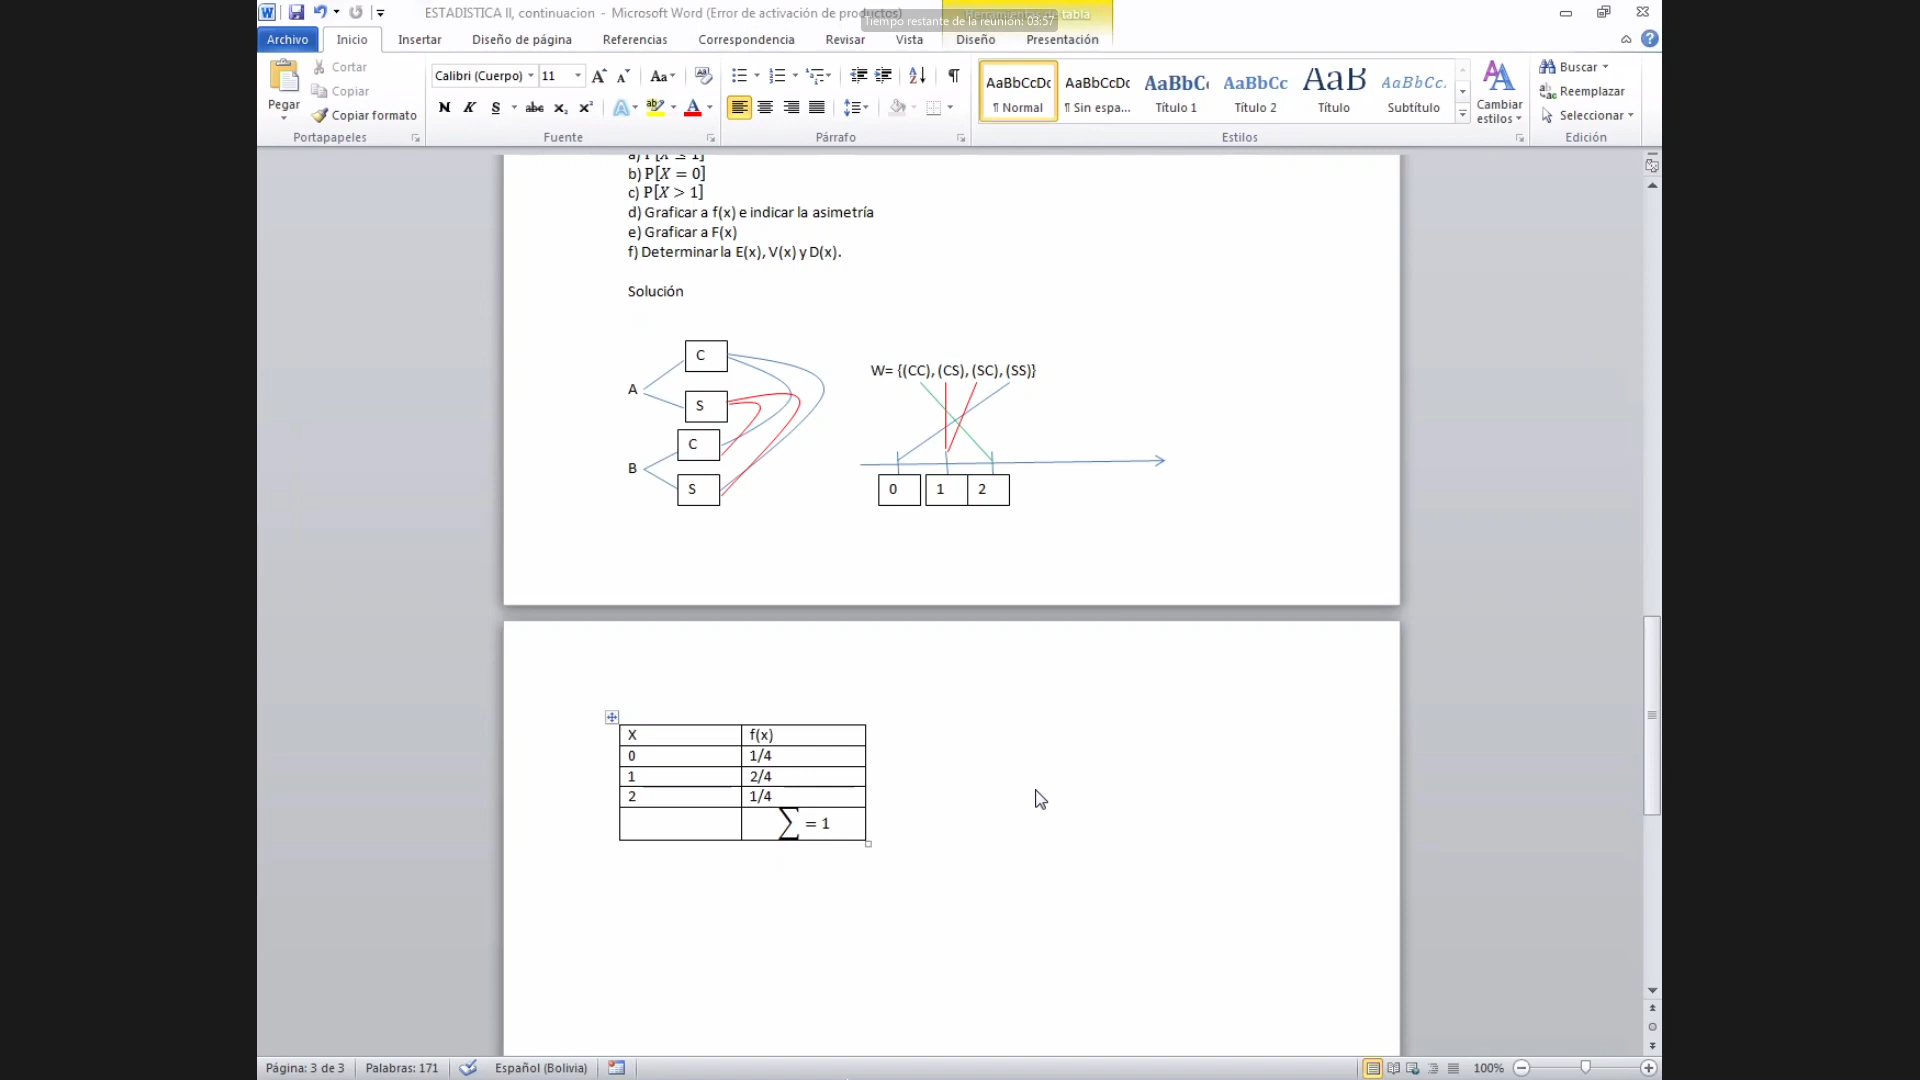 ESTADISTICA II, continuacion - Microsoft Word (Error de activación de productos)
Tiempo restante de la reunión: 03:57
tabla
Archivo Inicio Insertar Diseño de página Referencias Correspondencia Revisar Vista Diseño Presentación
Pegar
Cortar
Copiar
Copiar formato
Portapapeles
Calibri (Cuerpo) 11
N K S abc x₂ x²
Fuente
Párrafo
AaBbCcDc AaBbCcDc AaBbC AaBbCc AaB AaBbCc.
¶ Normal ¶ Sin espa... Título 1 Título 2 Título Subtítulo
Cambiar estilos
Estilos
Buscar
Reemplazar
Seleccionar
Edición
a) P[X ≤ 1]
b) P[X = 0]
c) P[X > 1]
d) Graficar a f(x) e indicar la asimetría
e) Graficar a F(x)
f) Determinar la E(x), V(x) y D(x).
Solución
C
A
S
C
B
S
W= {(CC), (CS), (SC), (SS)}
0 1 2
X f(x)
0 1/4
1 2/4
2 1/4
∑ = 1
Página: 3 de 3 Palabras: 171 Español (Bolivia) 100%